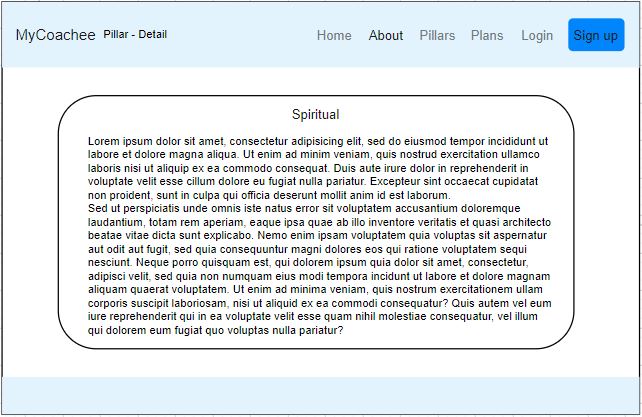 MyCoachee Pillar - Detail Home About Pillars Plans Login Sign up
Spiritual
Lorem ipsum dolor sit amet, consectetur adipisicing elit, sed do eiusmod tempor incididunt ut
labore et dolore magna aliqua. Ut enim ad minim veniam, quis nostrud exercitation ullamco
laboris nisi ut aliquip ex ea commodo consequat. Duis aute irure dolor in reprehenderit in
voluptate velit esse cillum dolore eu fugiat nulla pariatur. Excepteur sint occaecat cupidatat
non proident, sunt in culpa qui officia deserunt mollit anim id est laborum.
Sed ut perspiciatis unde omnis iste natus error sit voluptatem accusantium doloremque
laudantium, totam rem aperiam, eaque ipsa quae ab illo inventore veritatis et quasi architecto
beatae vitae dicta sunt explicabo. Nemo enim ipsam voluptatem quia voluptas sit aspernatur
aut odit aut fugit, sed quia consequuntur magni dolores eos qui ratione voluptatem sequi
nesciunt. Neque porro quisquam est, qui dolorem ipsum quia dolor sit amet, consectetur,
adipisci velit, sed quia non numquam eius modi tempora incidunt ut labore et dolore magnam
aliquam quaerat voluptatem. Ut enim ad minima veniam, quis nostrum exercitationem ullam
corporis suscipit laboriosam, nisi ut aliquid ex ea commodi consequatur? Quis autem vel eum
iure reprehenderit qui in ea voluptate velit esse quam nihil molestiae consequatur, vel illum
qui dolorem eum fugiat quo voluptas nulla pariatur?